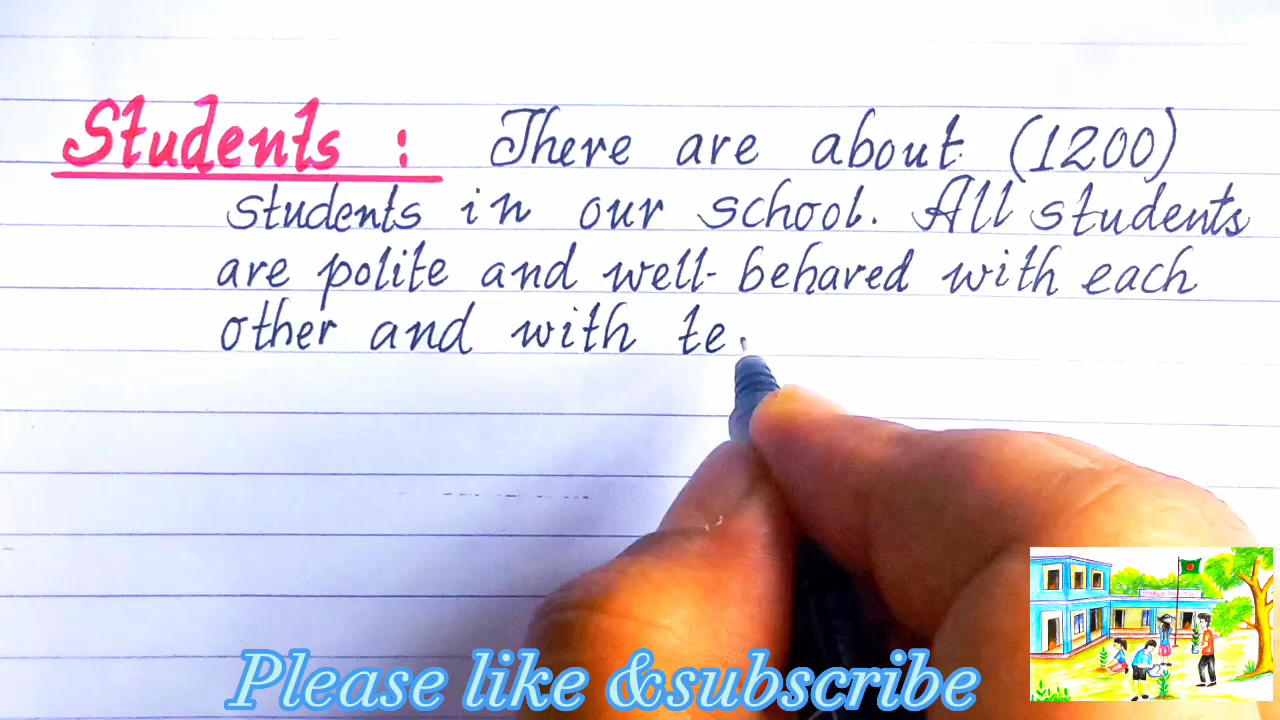 Students : There are about (1200)
students in our school. All students
are polite and well-behaved with each
other and with te
Please like &subscribe